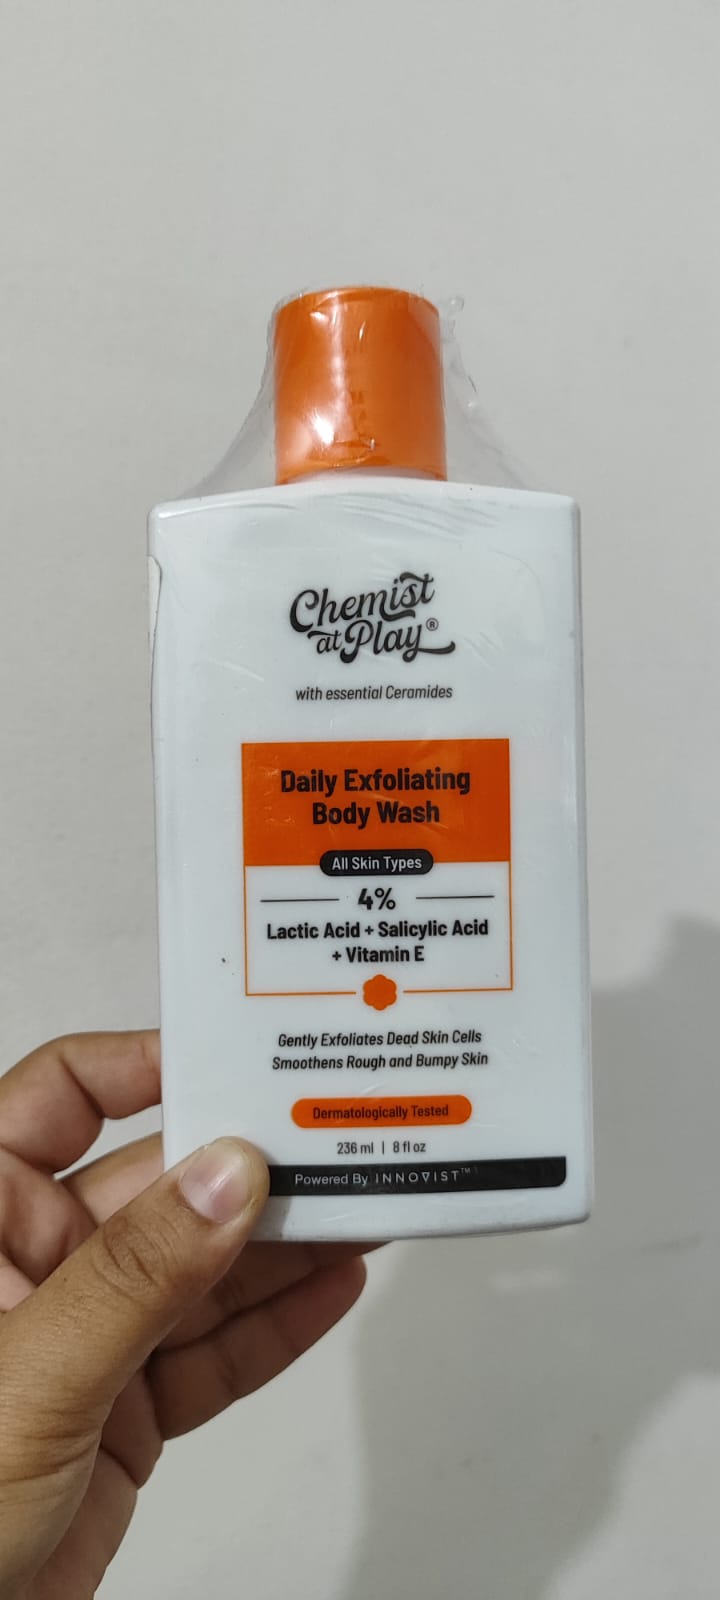 Chemist
at Play®
with essential Ceramides
Daily Exfoliating
Body Wash
All Skin Types
4%
Lactic Acid + Salicylic Acid
+ Vitamin E
Gently Exfoliates Dead Skin Cells
Smoothens Rough and Bumpy Skin
Dermatologically Tested
236 ml | 8 fl oz
Powered By INNOVIST™